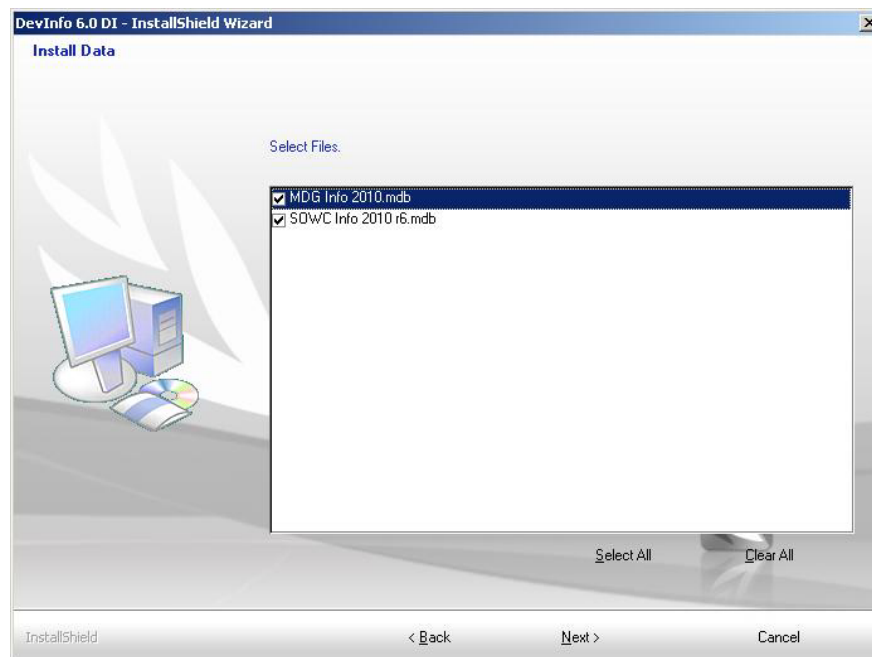 DevInfo 6.0 DI - InstallShield Wizard
Install Data
Select Files.
MDG Info 2010.mdb
SOWC Info 2010 r6.mdb
Select All Clear All
InstallShield < Back Next > Cancel